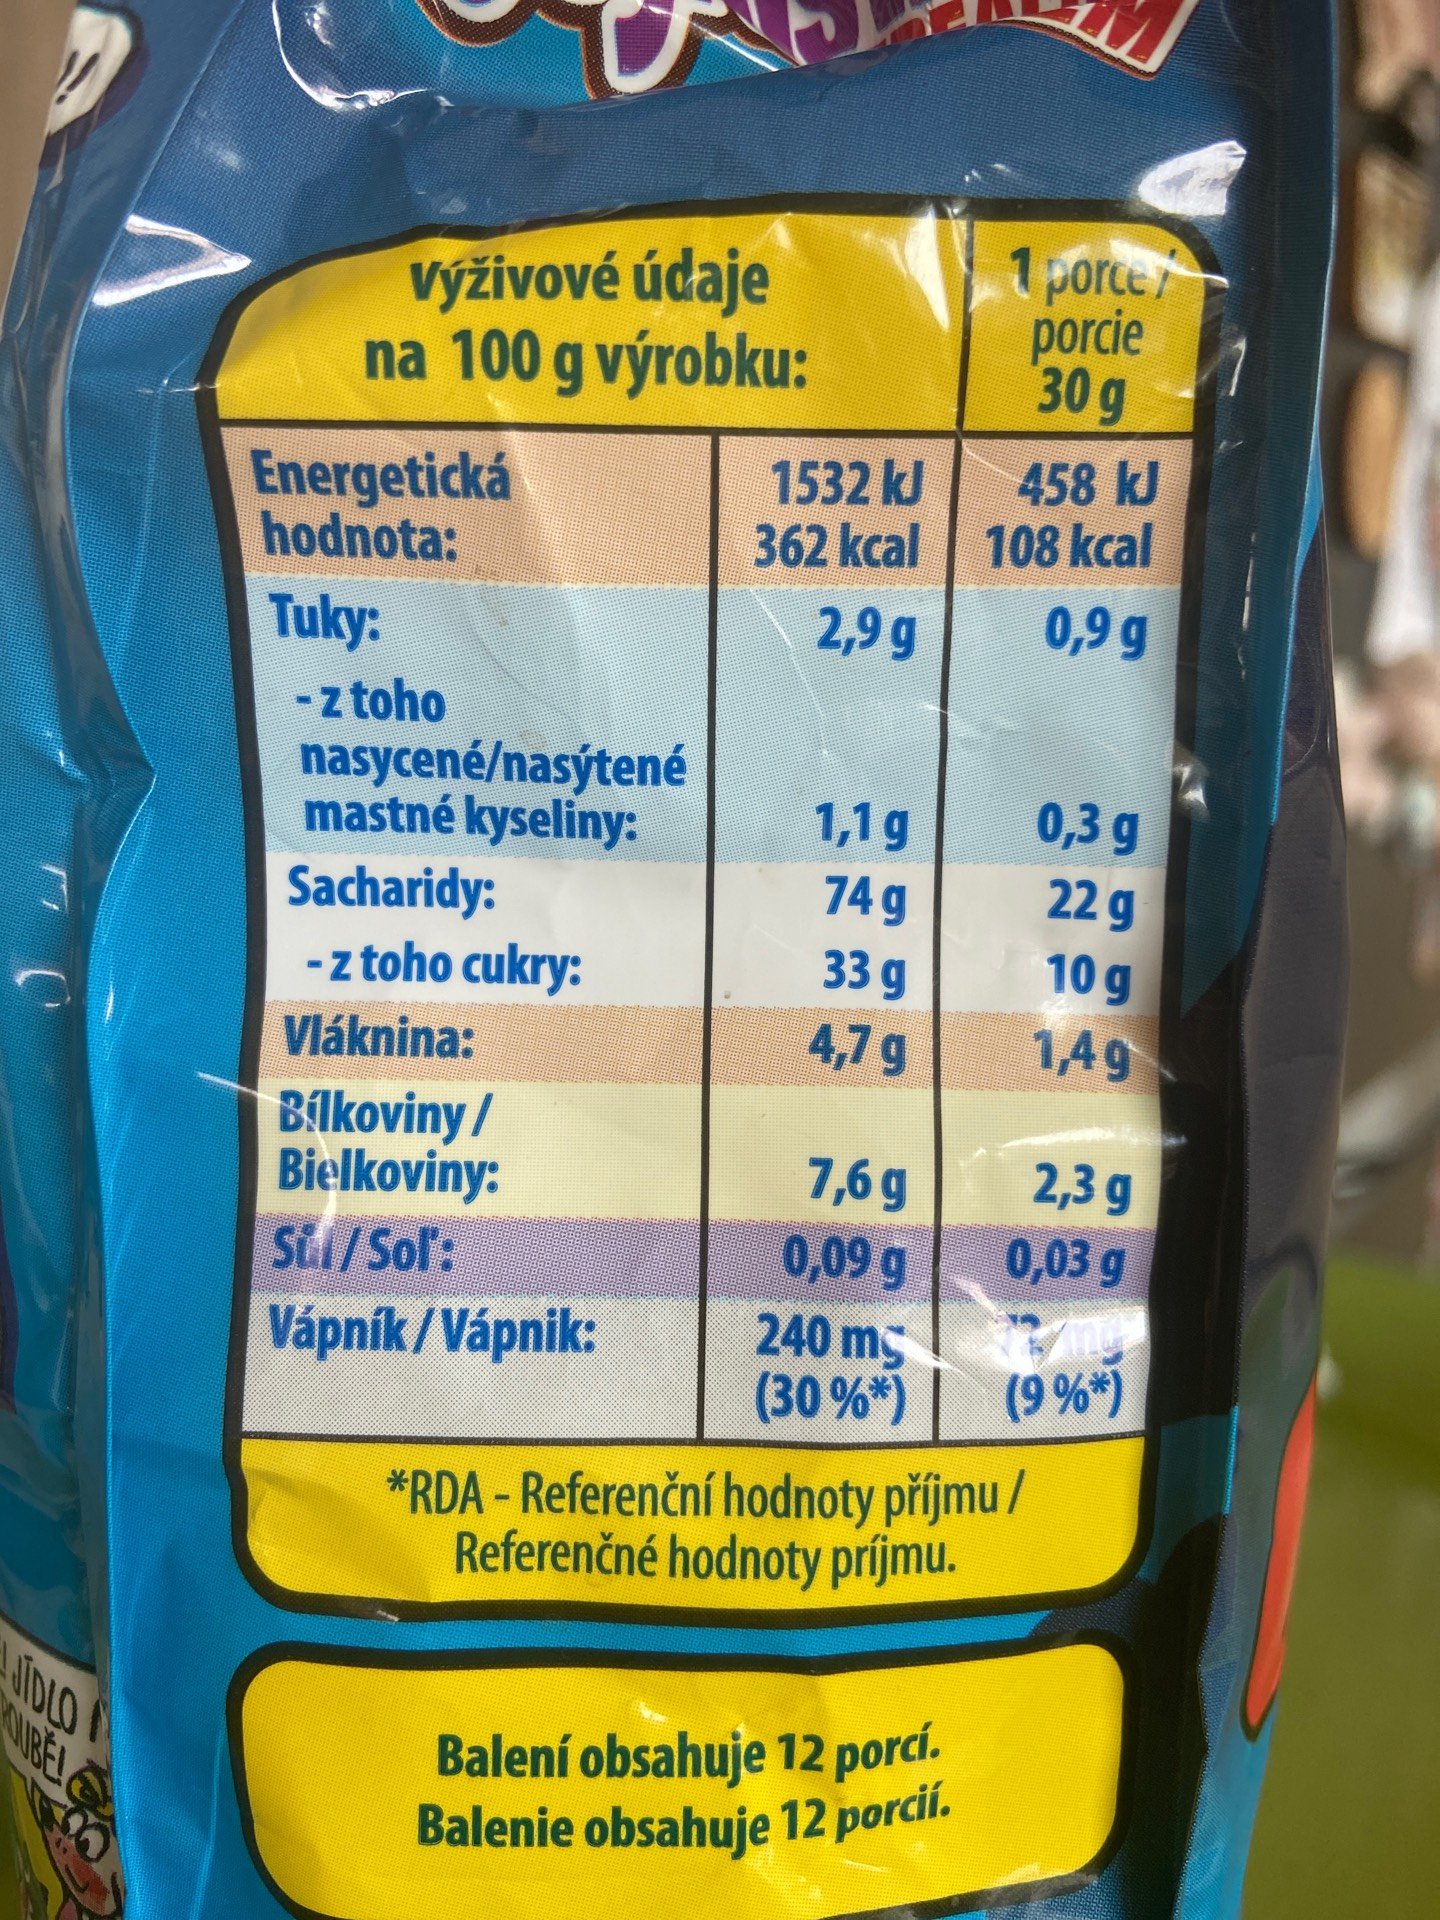 Výživové údaje
na 100 g výrobku:
1 porce /
porcie
30 g
Energetická
hodnota:
1532 kJ
362 kcal
458 kJ
108 kcal
Tuky:
2,9 g
0,9 g
- z toho
nasycené/nasýtené
mastné kyseliny:
1,1 g
0,3 g
Sacharidy:
74 g
22 g
- z toho cukry:
33 g
10 g
Vláknina:
4,7 g
1,4 g
Bílkoviny /
Bielkoviny:
7,6 g
2,3 g
Sůl / Soľ:
0,09 g
0,03 g
Vápník / Vápnik:
240 mg
(30 %*)
72 mg
(9 %*)
*RDA - Referenční hodnoty příjmu /
Referenčné hodnoty príjmu.
Balení obsahuje 12 porcí.
Balenie obsahuje 12 porcií.
JÍDLO